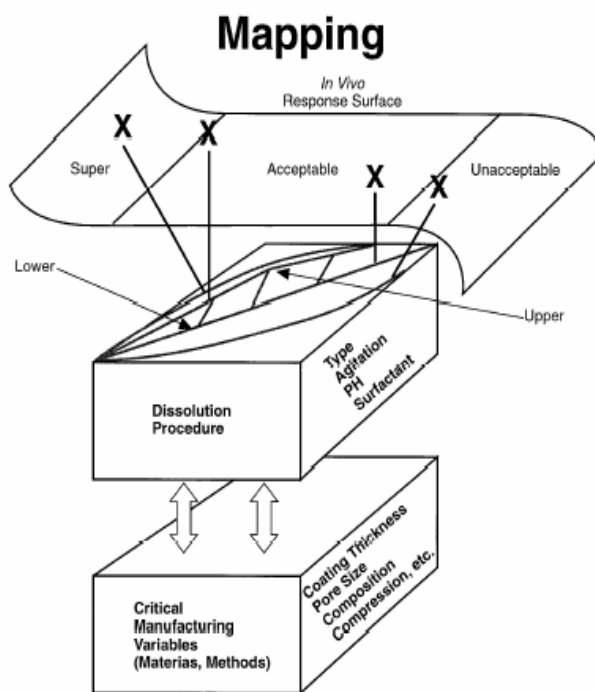 Mapping
In Vivo
Response Surface
X
X
Super
Acceptable
X
X
Unacceptable
Lower
Upper
Dissolution
Procedure
Type
Agitation
PH
Surfactant
Critical
Manufacturing
Variables
(Materias, Methods)
Coating Thickness
Pore Size
Composition
Compression, etc.